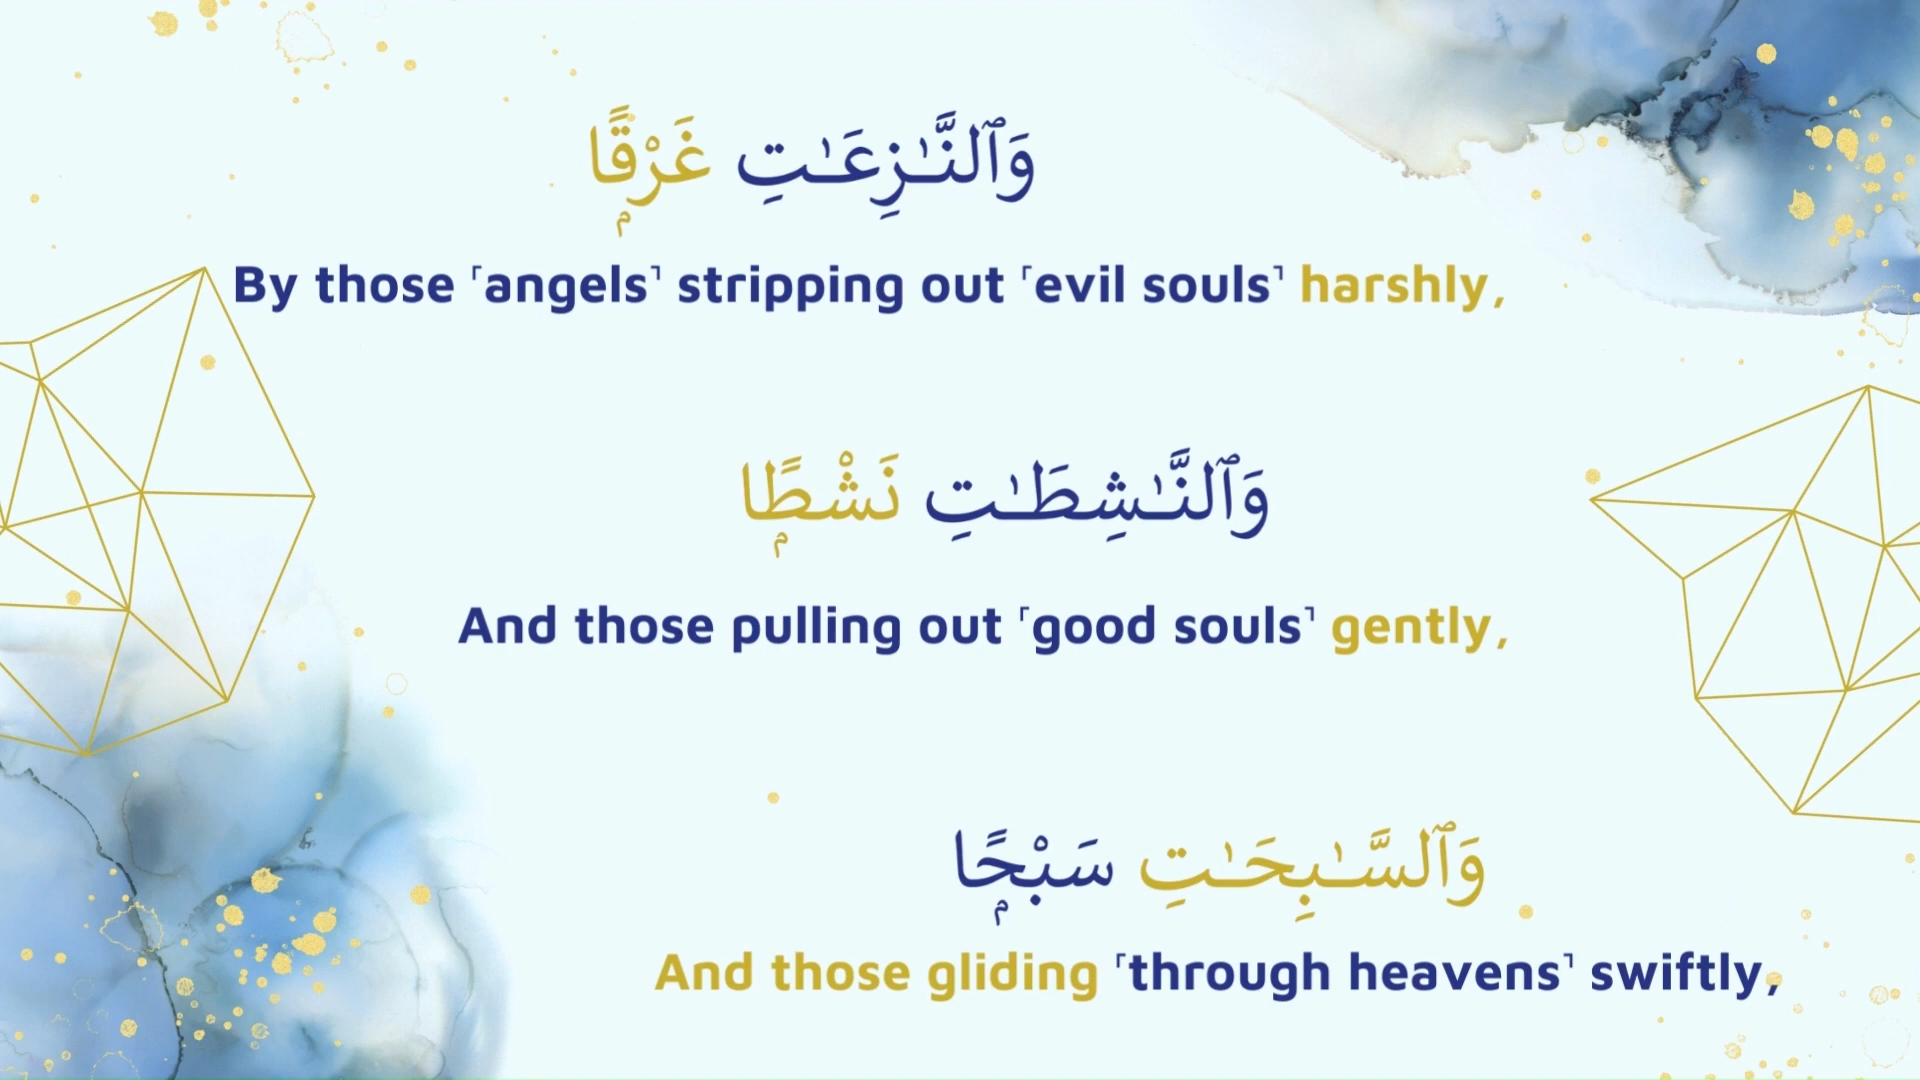 وَٱلنَّـٰزِعَـٰتِ غَرْقًۭا
By those ˹angels˺ stripping out ˹evil souls˺ harshly,
وَٱلنَّـٰشِطَـٰتِ نَشْطًۭا
And those pulling out ˹good souls˺ gently,
وَٱلسَّـٰبِحَـٰتِ سَبْحًۭا
And those gliding ˹through heavens˺ swiftly,